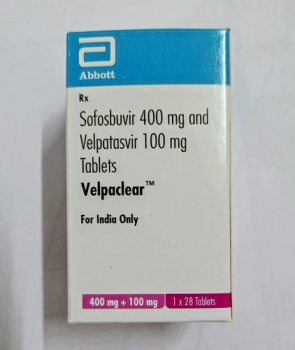 Abbott
Rx
Sofosbuvir 400 mg and
Velpatasvir 100 mg
Tablets
Velpaclear™
For India Only
400 mg + 100 mg 1 x 28 Tablets